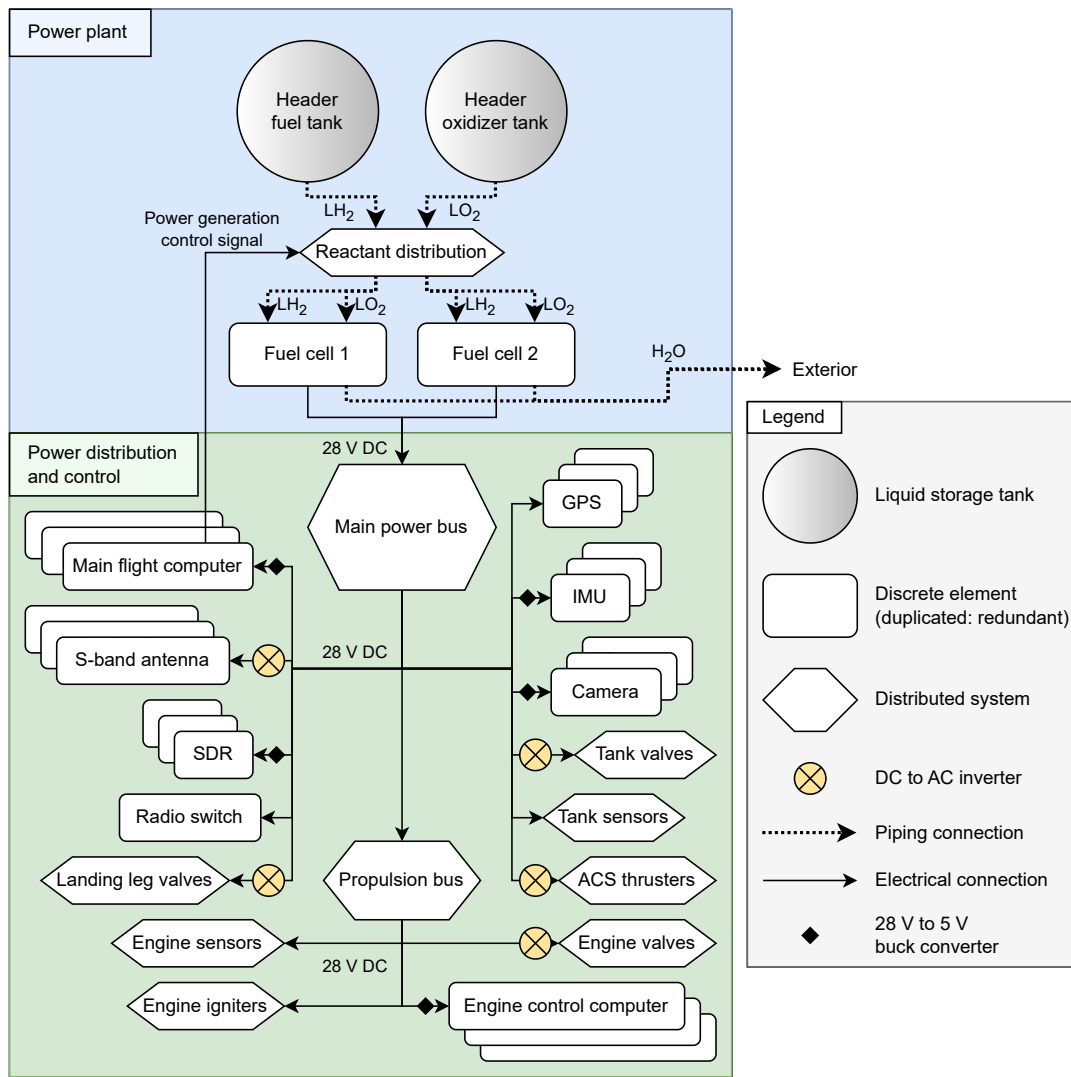 Power plant
Header
fuel tank
Header
oxidizer tank
LH2
LO2
Power generation
control signal
Reactant distribution
LH2
LO2
LH2
LO2
Fuel cell 1
Fuel cell 2
H2O
Exterior
28 V DC
Power distribution
and control
Main power bus
GPS
Main flight computer
IMU
S-band antenna
28 V DC
Camera
SDR
Tank valves
Radio switch
Tank sensors
Landing leg valves
Propulsion bus
ACS thrusters
Engine sensors
Engine valves
28 V DC
Engine igniters
Engine control computer
Legend
Liquid storage tank
Discrete element
(duplicated: redundant)
Distributed system
DC to AC inverter
Piping connection
Electrical connection
28 V to 5 V
buck converter